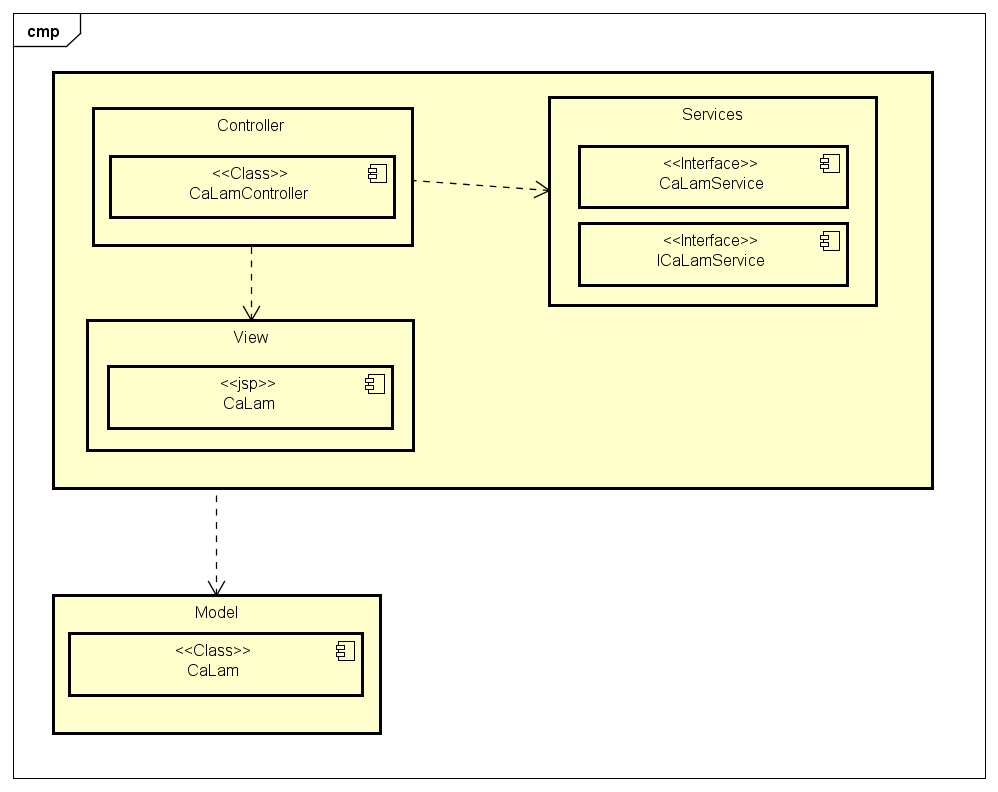 cmp
Controller
<<Class>>
CaLamController
Services
<<Interface>>
CaLamService
<<Interface>>
ICaLamService
View
<<jsp>>
CaLam
Model
<<Class>>
CaLam